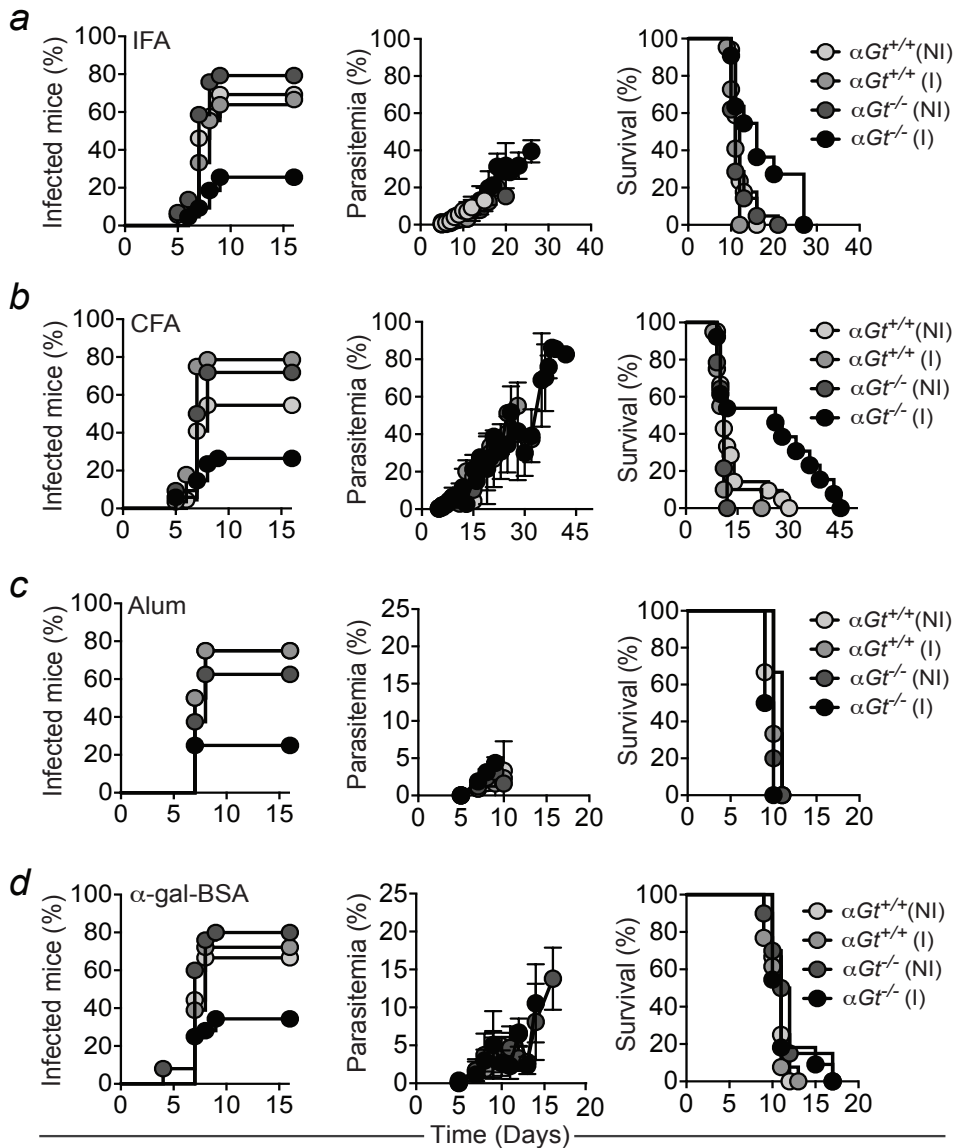 a
IFA
Infected mice (%)
100
80
60
40
20
0
0 5 10 15
Parasitemia (%)
100
80
60
40
20
0
0 10 20 30 40
Survival (%)
100
80
60
40
20
0
0 10 20 30 40
αGt+/+(NI)
αGt+/+ (I)
αGt-/- (NI)
αGt-/- (I)
b
CFA
Infected mice (%)
100
80
60
40
20
0
0 5 10 15
Parasitemia (%)
100
80
60
40
20
0
0 15 30 45
Survival (%)
100
80
60
40
20
0
0 15 30 45
αGt+/+(NI)
αGt+/+ (I)
αGt-/- (NI)
αGt-/- (I)
c
Alum
Infected mice (%)
100
80
60
40
20
0
0 5 10 15
Parasitemia (%)
25
20
15
10
5
0
0 5 10 15 20
Survival (%)
100
80
60
40
20
0
0 5 10 15 20
αGt+/+(NI)
αGt+/+ (I)
αGt-/- (NI)
αGt-/- (I)
d
α-gal-BSA
Infected mice (%)
100
80
60
40
20
0
0 5 10 15
Parasitemia (%)
25
20
15
10
5
0
0 5 10 15 20
Survival (%)
100
80
60
40
20
0
0 5 10 15 20
αGt+/+(NI)
αGt+/+ (I)
αGt-/- (NI)
αGt-/- (I)
Time (Days)